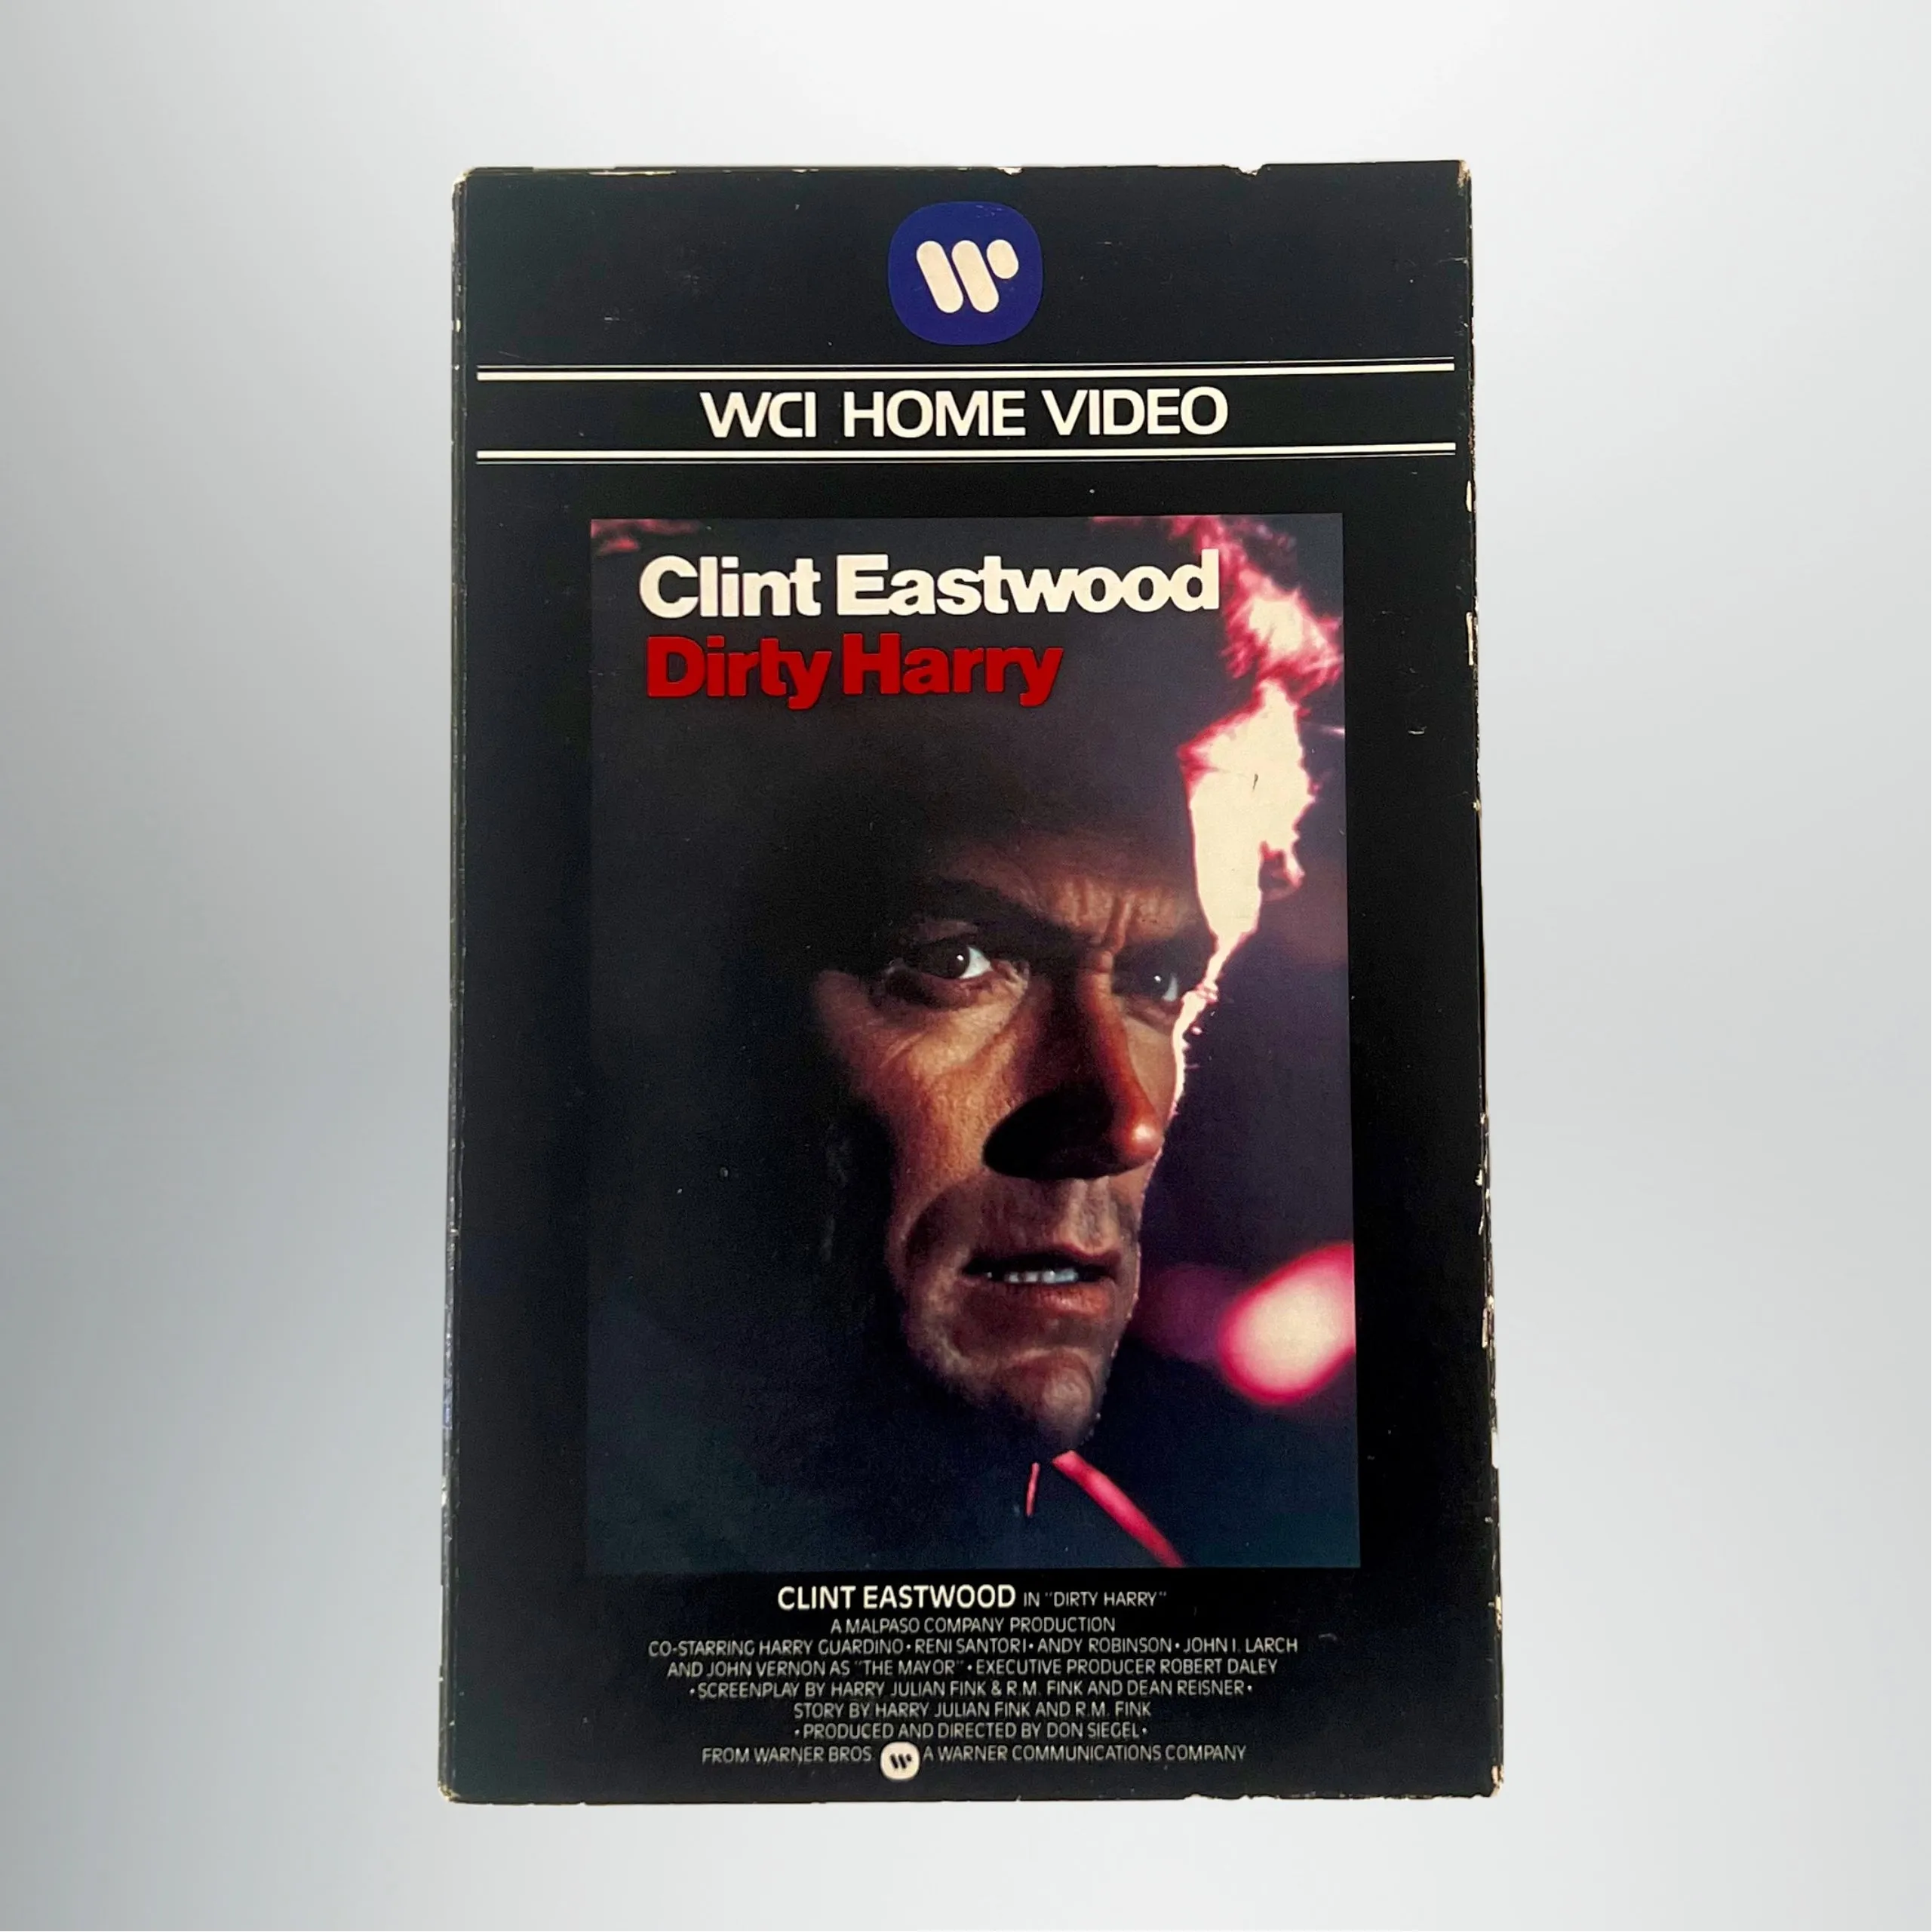 WCI HOME VIDEO
Clint Eastwood
Dirty Harry
CLINT EASTWOOD IN "DIRTY HARRY"
A MALPASO COMPANY PRODUCTION
CO-STARRING HARRY GUARDINO • RENI SANTORI • ANDY ROBINSON • JOHN I. LARCH
AND JOHN VERNON AS "THE MAYOR" • EXECUTIVE PRODUCER ROBERT DALEY
• SCREENPLAY BY HARRY JULIAN FINK & R.M. FINK AND DEAN REISNER •
STORY BY HARRY JULIAN FINK AND R.M. FINK
• PRODUCED AND DIRECTED BY DON SIEGEL •
FROM WARNER BROS. A WARNER COMMUNICATIONS COMPANY